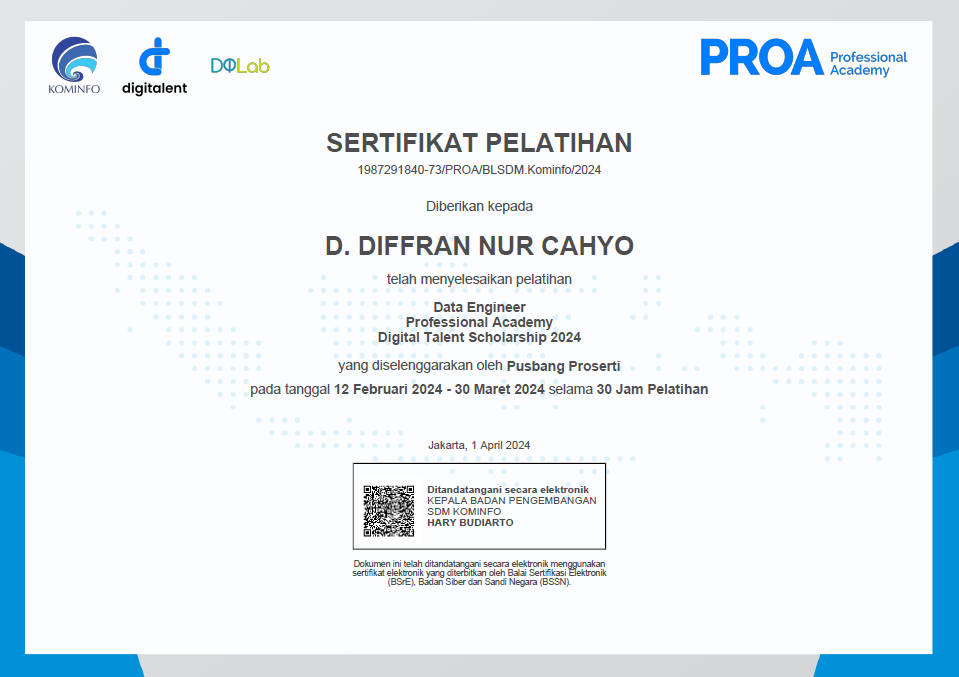 KOMINFO
digitalent
DQLab
PROA Professional Academy
SERTIFIKAT PELATIHAN
1987291840-73/PROA/BLSDM.Kominfo/2024
Diberikan kepada
D. DIFFRAN NUR CAHYO
telah menyelesaikan pelatihan
Data Engineer
Professional Academy
Digital Talent Scholarship 2024
yang diselenggarakan oleh Pusbang Proserti
pada tanggal 12 Februari 2024 - 30 Maret 2024 selama 30 Jam Pelatihan
Jakarta, 1 April 2024
Ditandatangani secara elektronik
KEPALA BADAN PENGEMBANGAN
SDM KOMINFO
HARY BUDIARTO
Dokumen ini telah ditandatangani secara elektronik menggunakan
sertifikat elektronik yang diterbitkan oleh Balai Sertifikasi Elektronik
(BSrE), Badan Siber dan Sandi Negara (BSSN).